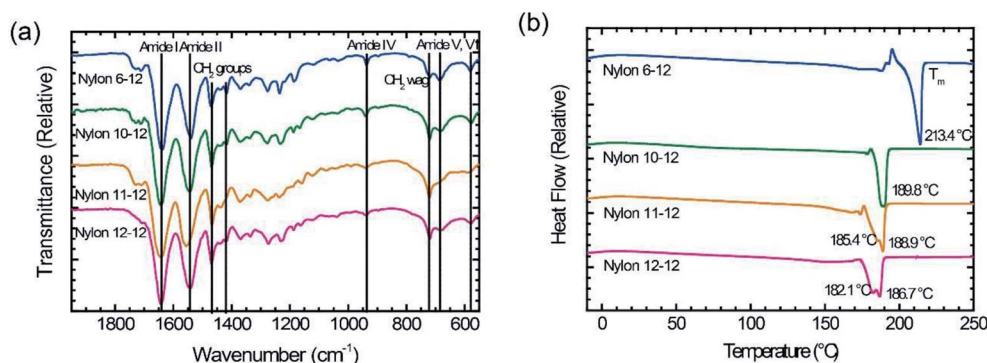 (a)
Amide I Amide II Amide IV Amide V, VI
CH2 groups
CH2 wag
Nylon 6-12
Nylon 10-12
Nylon 11-12
Nylon 12-12
Transmittance (Relative)
1800 1600 1400 1200 1000 800 600
Wavenumber (cm-1)
(b)
Nylon 6-12
Tm
213.4 °C
Nylon 10-12
189.8 °C
Nylon 11-12
185.4 °C 188.9 °C
Nylon 12-12
182.1 °C 186.7 °C
Heat Flow (Relative)
0 50 100 150 200 250
Temperature (°C)